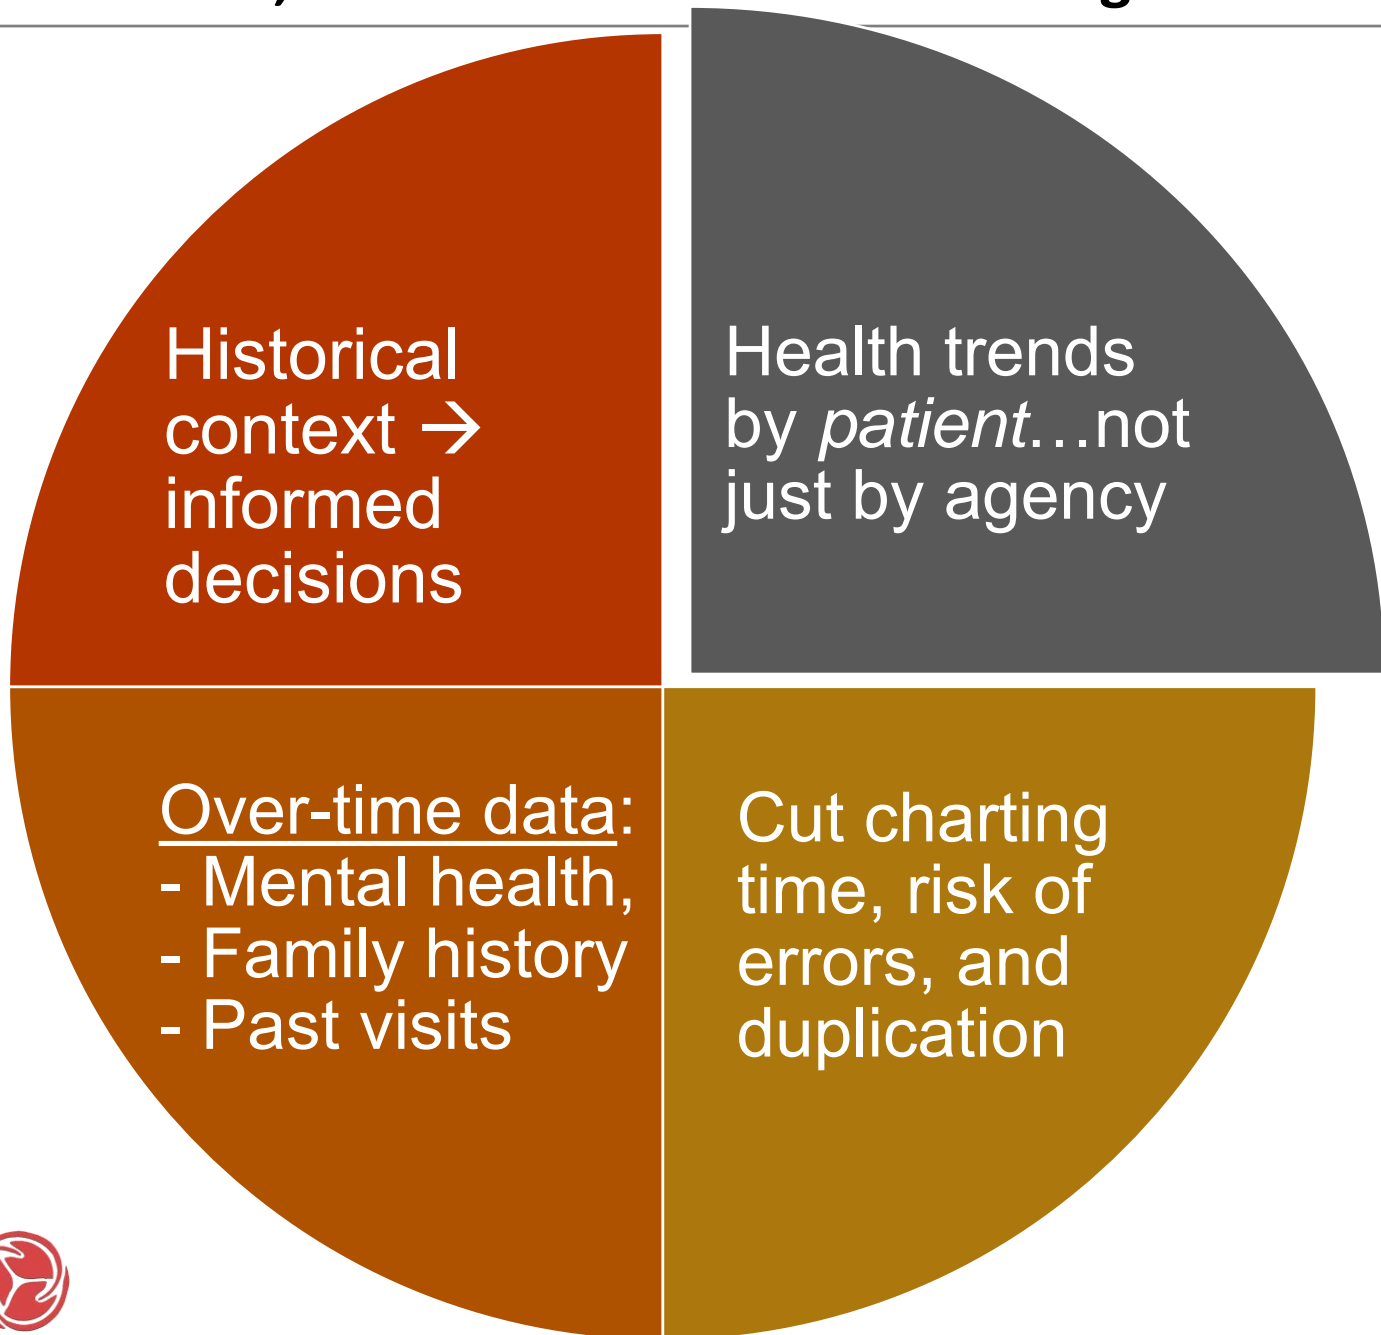 Historical
context →
informed
decisions
Health trends
by patient…not
just by agency
Over-time data:
- Mental health,
- Family history
- Past visits
Cut charting
time, risk of
errors, and
duplication